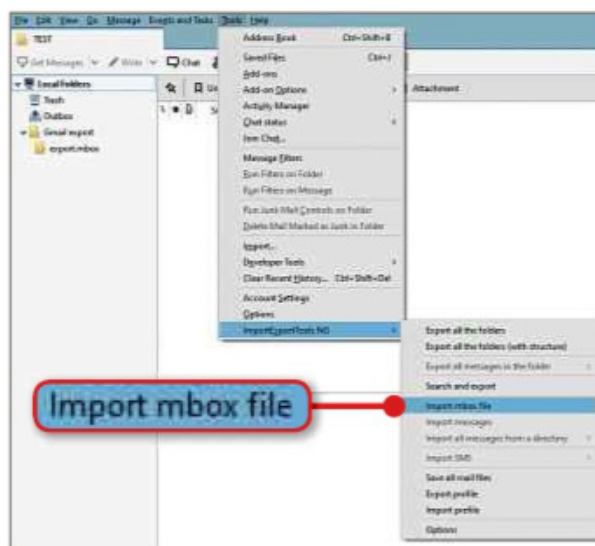 File Edit View Go Message Events and Tasks Tools Help
TEST
Get Messages Write Chat
Address Book Ctrl+Shift+B
Saved Files Ctrl+J
Add-ons
Add-on Options
Activity Manager
Chat status
Join Chat...
Message Filters
Run Filters on Folder
Run Filters on Message
Run Junk Mail Controls on Folder
Delete Mail Marked as Junk in Folder
Import...
Developer Tools
Clear Recent History... Ctrl+Shift+Del
Account Settings
Options
ImportExportTools NG
Local Folders
Trash
Outbox
Gmail export
export.mbox
Attachment
Export all the folders
Export all the folders (with structure)
Export all messages in the folder
Search and export
Import mbox file
Import messages
Import all messages from a directory
Import SMS
Save all mail files
Export profile
Import profile
Options
Import mbox file